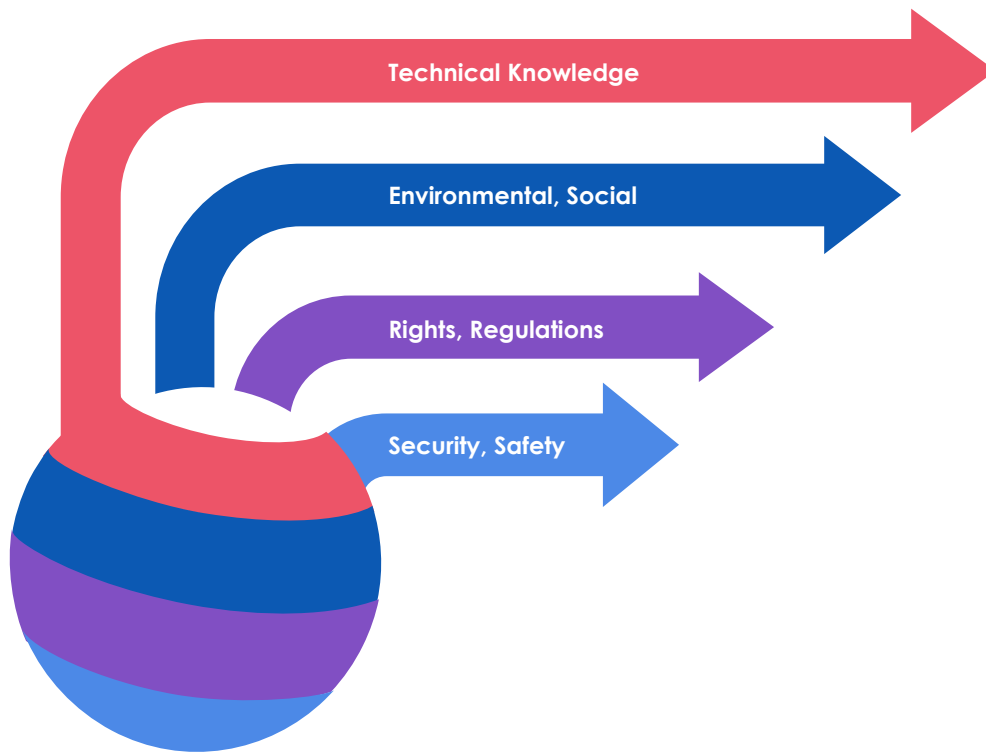 Technical Knowledge
Environmental, Social
Rights, Regulations
Security, Safety